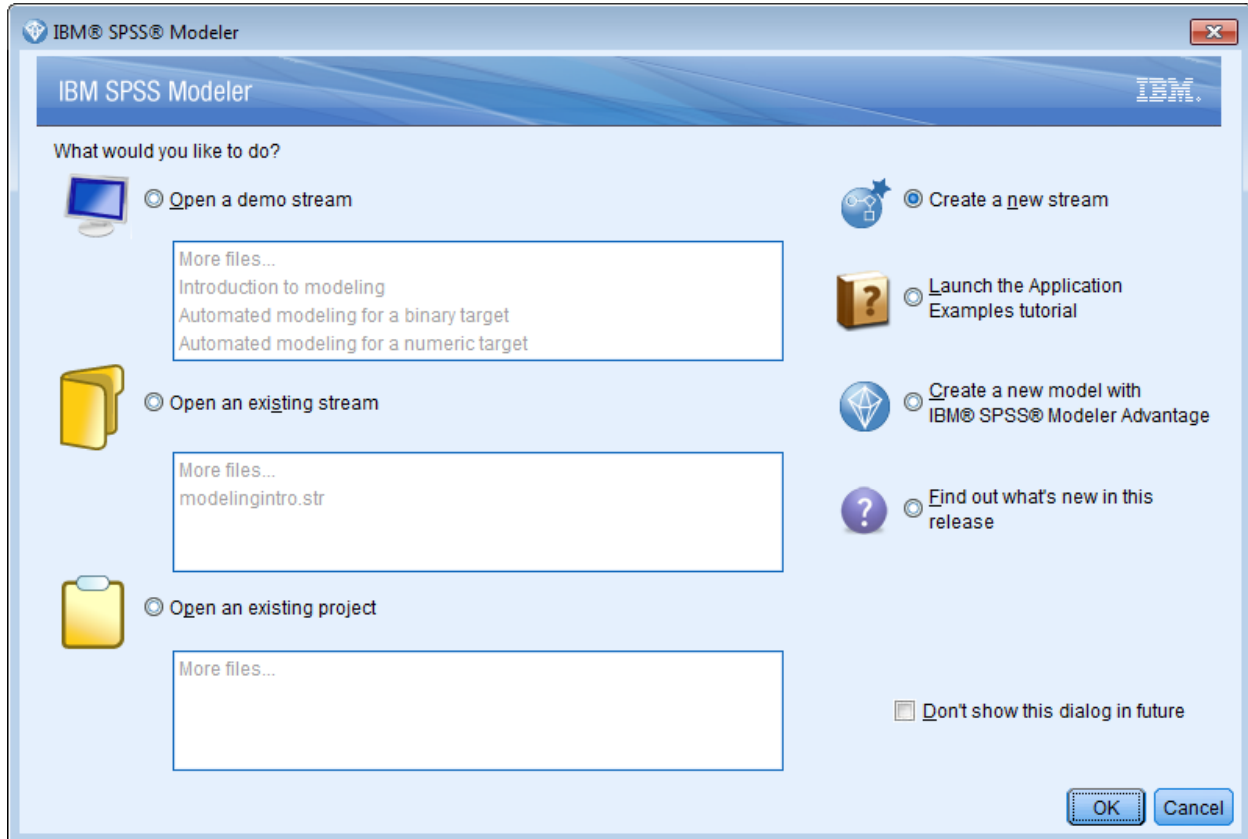 IBM® SPSS® Modeler
IBM SPSS Modeler
IBM.
What would you like to do?
Open a demo stream
More files...
Introduction to modeling
Automated modeling for a binary target
Automated modeling for a numeric target
Open an existing stream
More files...
modelingintro.str
Open an existing project
More files...
Create a new stream
Launch the Application
Examples tutorial
Create a new model with
IBM® SPSS® Modeler Advantage
Find out what's new in this
release
Don't show this dialog in future
OK
Cancel